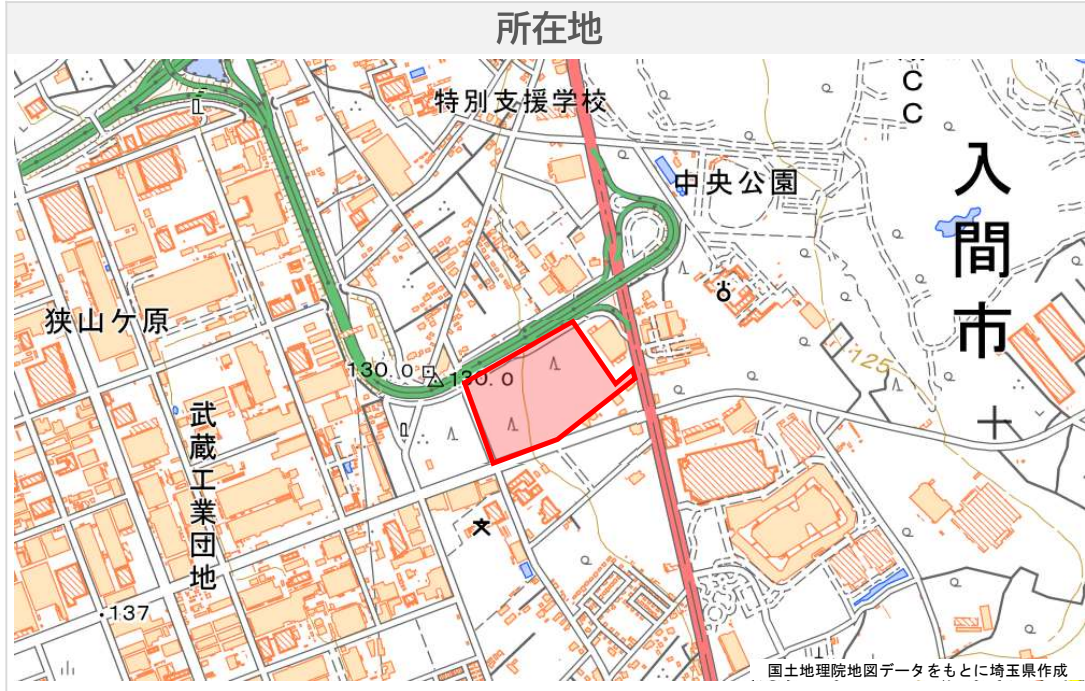 所在地
特別支援学校
CC
中央公園
入間市
狭山ケ原
130.0
130.0
125
武蔵工業団地
137
国土地理院地図データをもとに埼玉県作成